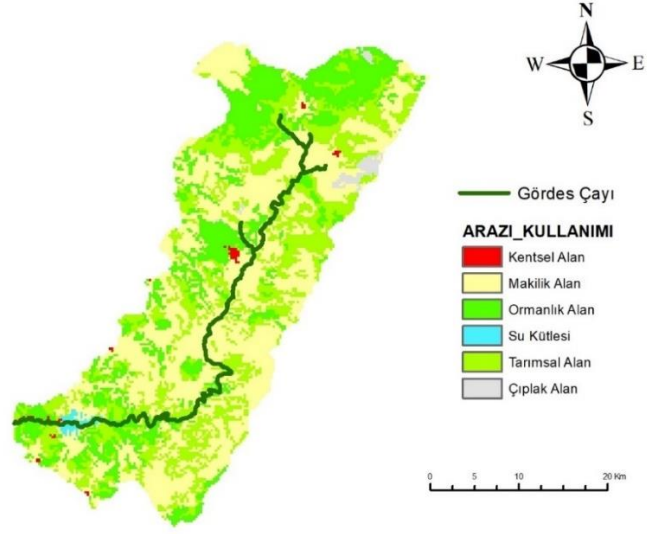 N
W E
S
Gördes Çayı
ARAZI_KULLANIMI
Kentsel Alan
Makilik Alan
Ormanlık Alan
Su Kütlesi
Tarımsal Alan
Çıplak Alan
0 5 10 20 Km